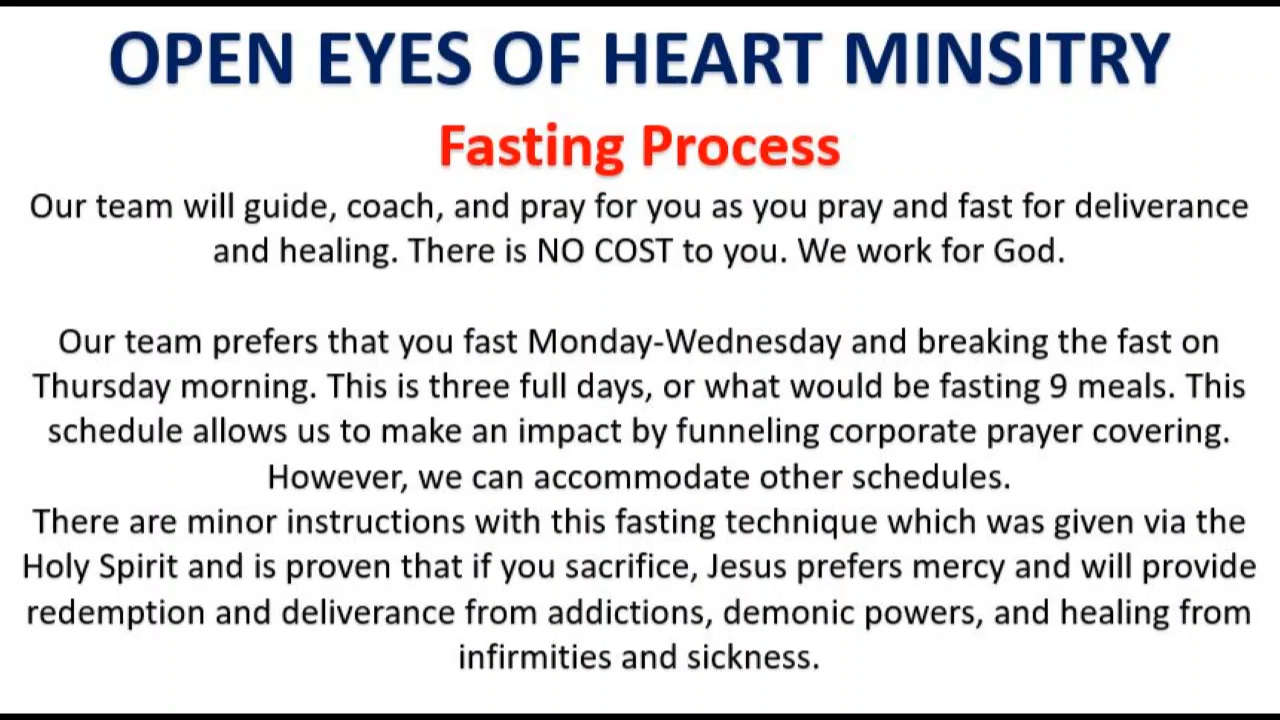 OPEN EYES OF HEART MINSITRY
Fasting Process
Our team will guide, coach, and pray for you as you pray and fast for deliverance
and healing. There is NO COST to you. We work for God.
Our team prefers that you fast Monday-Wednesday and breaking the fast on
Thursday morning. This is three full days, or what would be fasting 9 meals. This
schedule allows us to make an impact by funneling corporate prayer covering.
However, we can accommodate other schedules.
There are minor instructions with this fasting technique which was given via the
Holy Spirit and is proven that if you sacrifice, Jesus prefers mercy and will provide
redemption and deliverance from addictions, demonic powers, and healing from
infirmities and sickness.